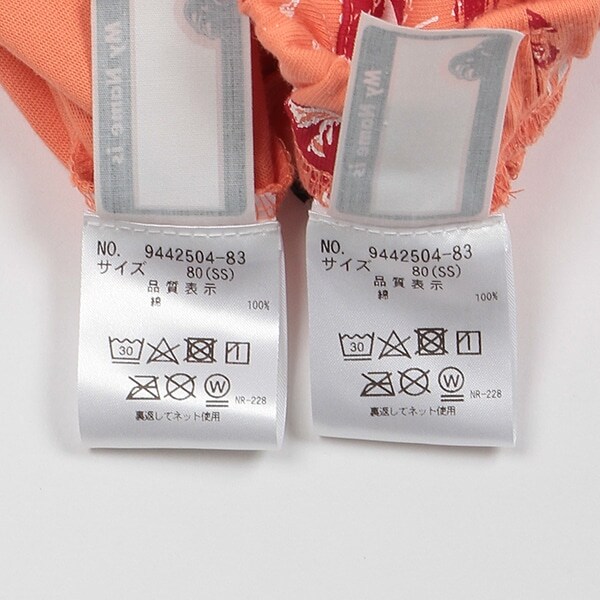 My Name is
NO. 9442504-83
サイズ 80(SS)
品質表示
綿 100%
30
W
NR-228
裏返してネット使用
My Name is
NO. 9442504-83
サイズ 80(SS)
品質表示
綿 100%
30
W
NR-228
裏返してネット使用